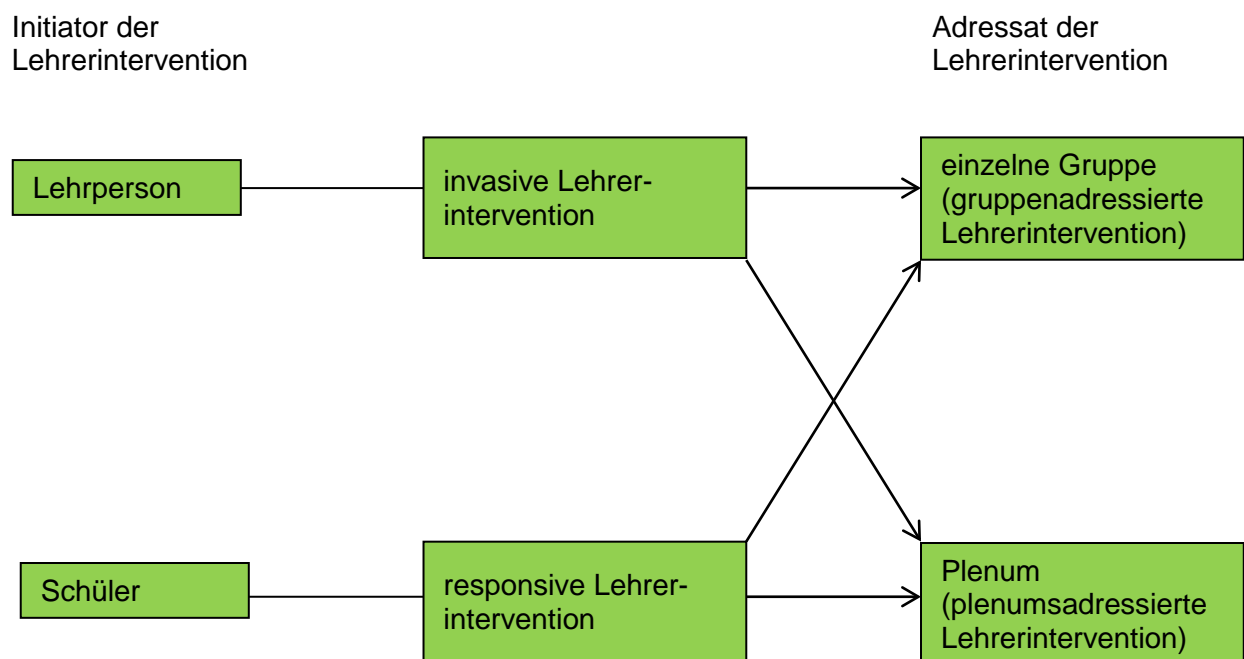 Initiator der
Lehrerintervention
Adressat der
Lehrerintervention
Lehrperson
invasive Lehrer-
intervention
einzelne Gruppe
(gruppenadressierte
Lehrerintervention)
Schüler
responsive Lehrer-
intervention
Plenum
(plenumsadressierte
Lehrerintervention)